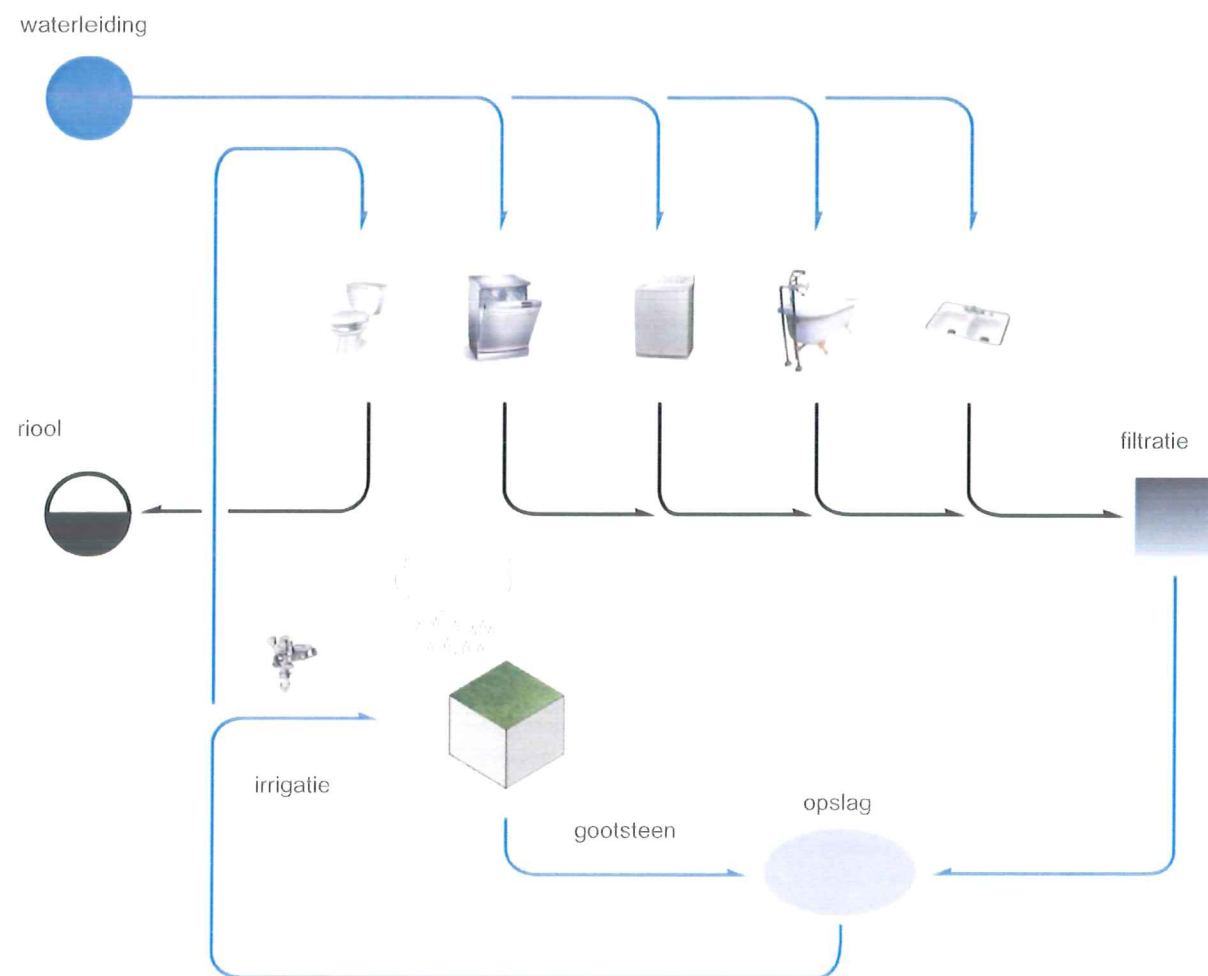 waterleiding
riool
filtratie
irrigatie
opslag
gootsteen